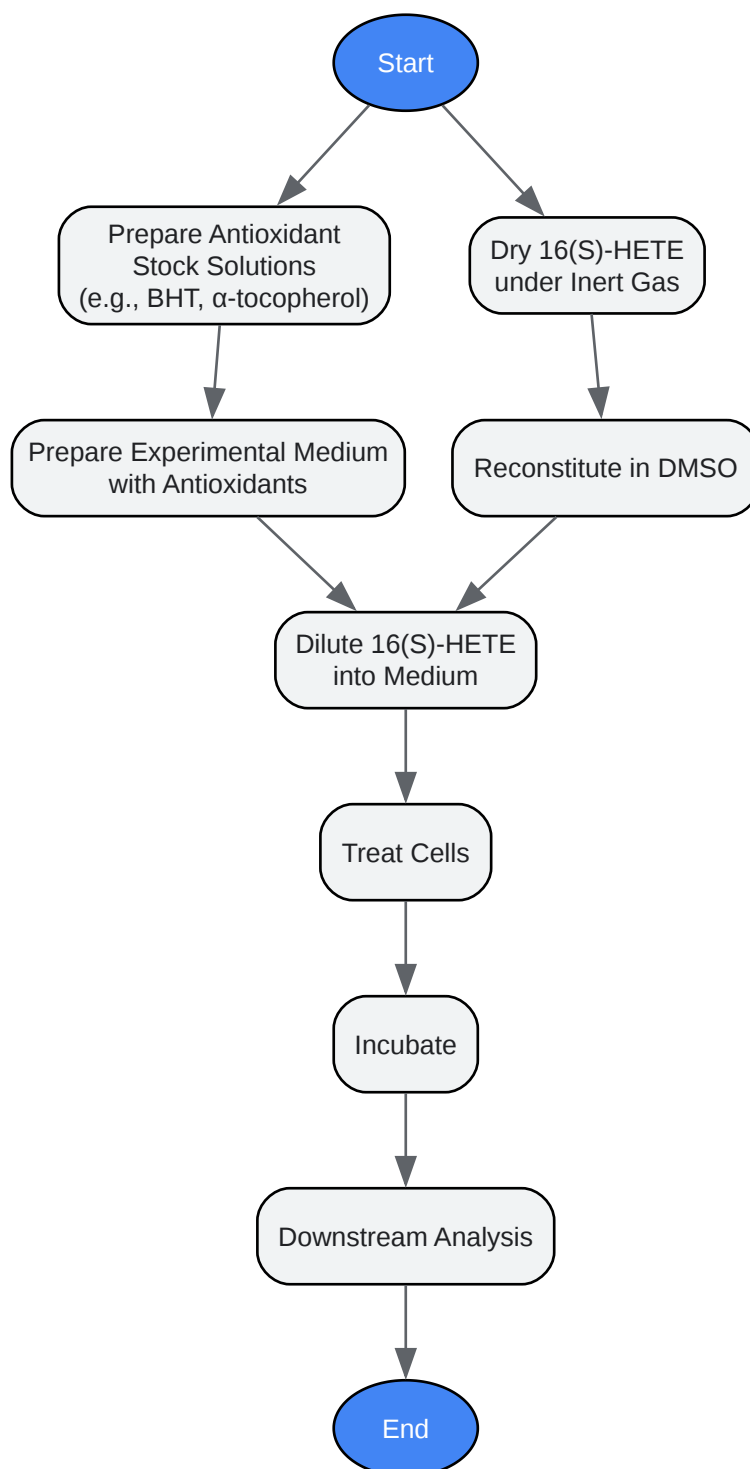 Start
Prepare Antioxidant
Stock Solutions
(e.g., BHT, α-tocopherol)
Dry 16(S)-HETE
under Inert Gas
Prepare Experimental Medium
with Antioxidants
Reconstitute in DMSO
Dilute 16(S)-HETE
into Medium
Treat Cells
Incubate
Downstream Analysis
End